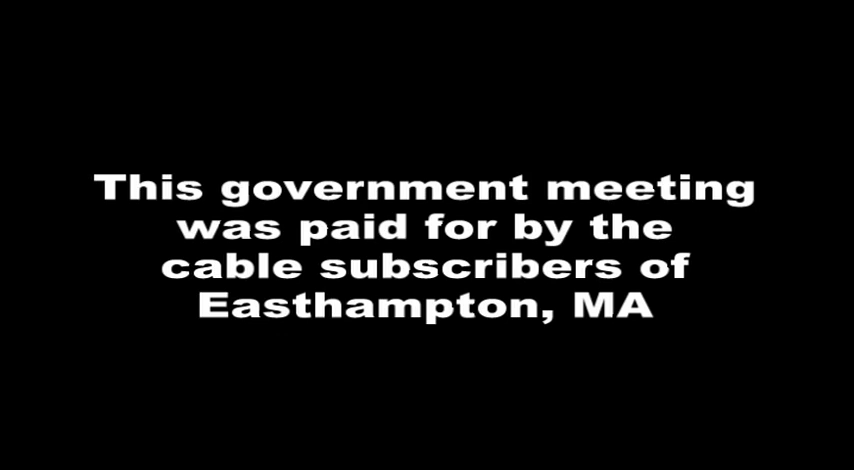 This government meeting
was paid for by the
cable subscribers of
Easthampton, MA